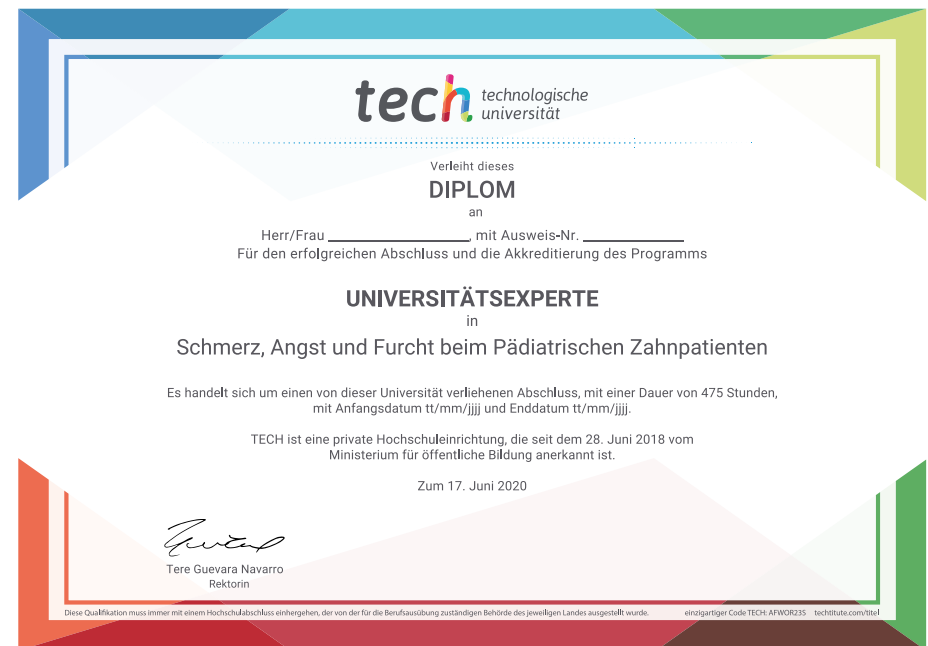 tech technologische
universität
Verleiht dieses
DIPLOM
an
Herr/Frau ____________________, mit Ausweis-Nr. ______________
Für den erfolgreichen Abschluss und die Akkreditierung des Programms
UNIVERSITÄTSEXPERTE
in
Schmerz, Angst und Furcht beim Pädiatrischen Zahnpatienten
Es handelt sich um einen von dieser Universität verliehenen Abschluss, mit einer Dauer von 475 Stunden,
mit Anfangsdatum tt/mm/jjjj und Enddatum tt/mm/jjjj.
TECH ist eine private Hochschuleinrichtung, die seit dem 28. Juni 2018 vom
Ministerium für öffentliche Bildung anerkannt ist.
Zum 17. Juni 2020
Tere Guevara Navarro
Rektorin
Diese Qualifikation muss immer mit einem Hochschulabschluss einhergehen, der von der für die Berufsausübung zuständigen Behörde des jeweiligen Landes ausgestellt wurde. einzigartiger Code TECH: AFWOR23S techtitute.com/titel